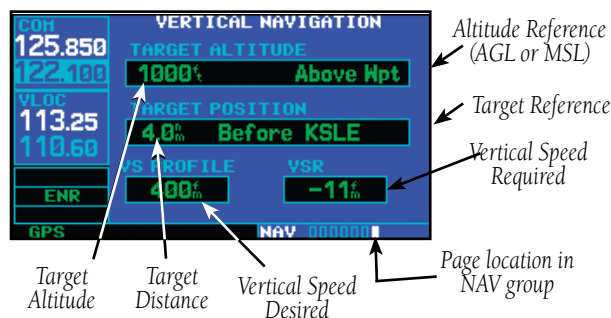 COM
125.850
122.100
VLOC
113.25
110.60
ENR
GPS
VERTICAL NAVIGATION
TARGET ALTITUDE
1000ft Above Wpt
TARGET POSITION
4.0nm Before KSLE
VS PROFILE VSR
400fm -11fm
NAV
Altitude Reference
(AGL or MSL)
Target Reference
Vertical Speed
Required
Page location in
NAV group
Target
Altitude
Target
Distance
Vertical Speed
Desired